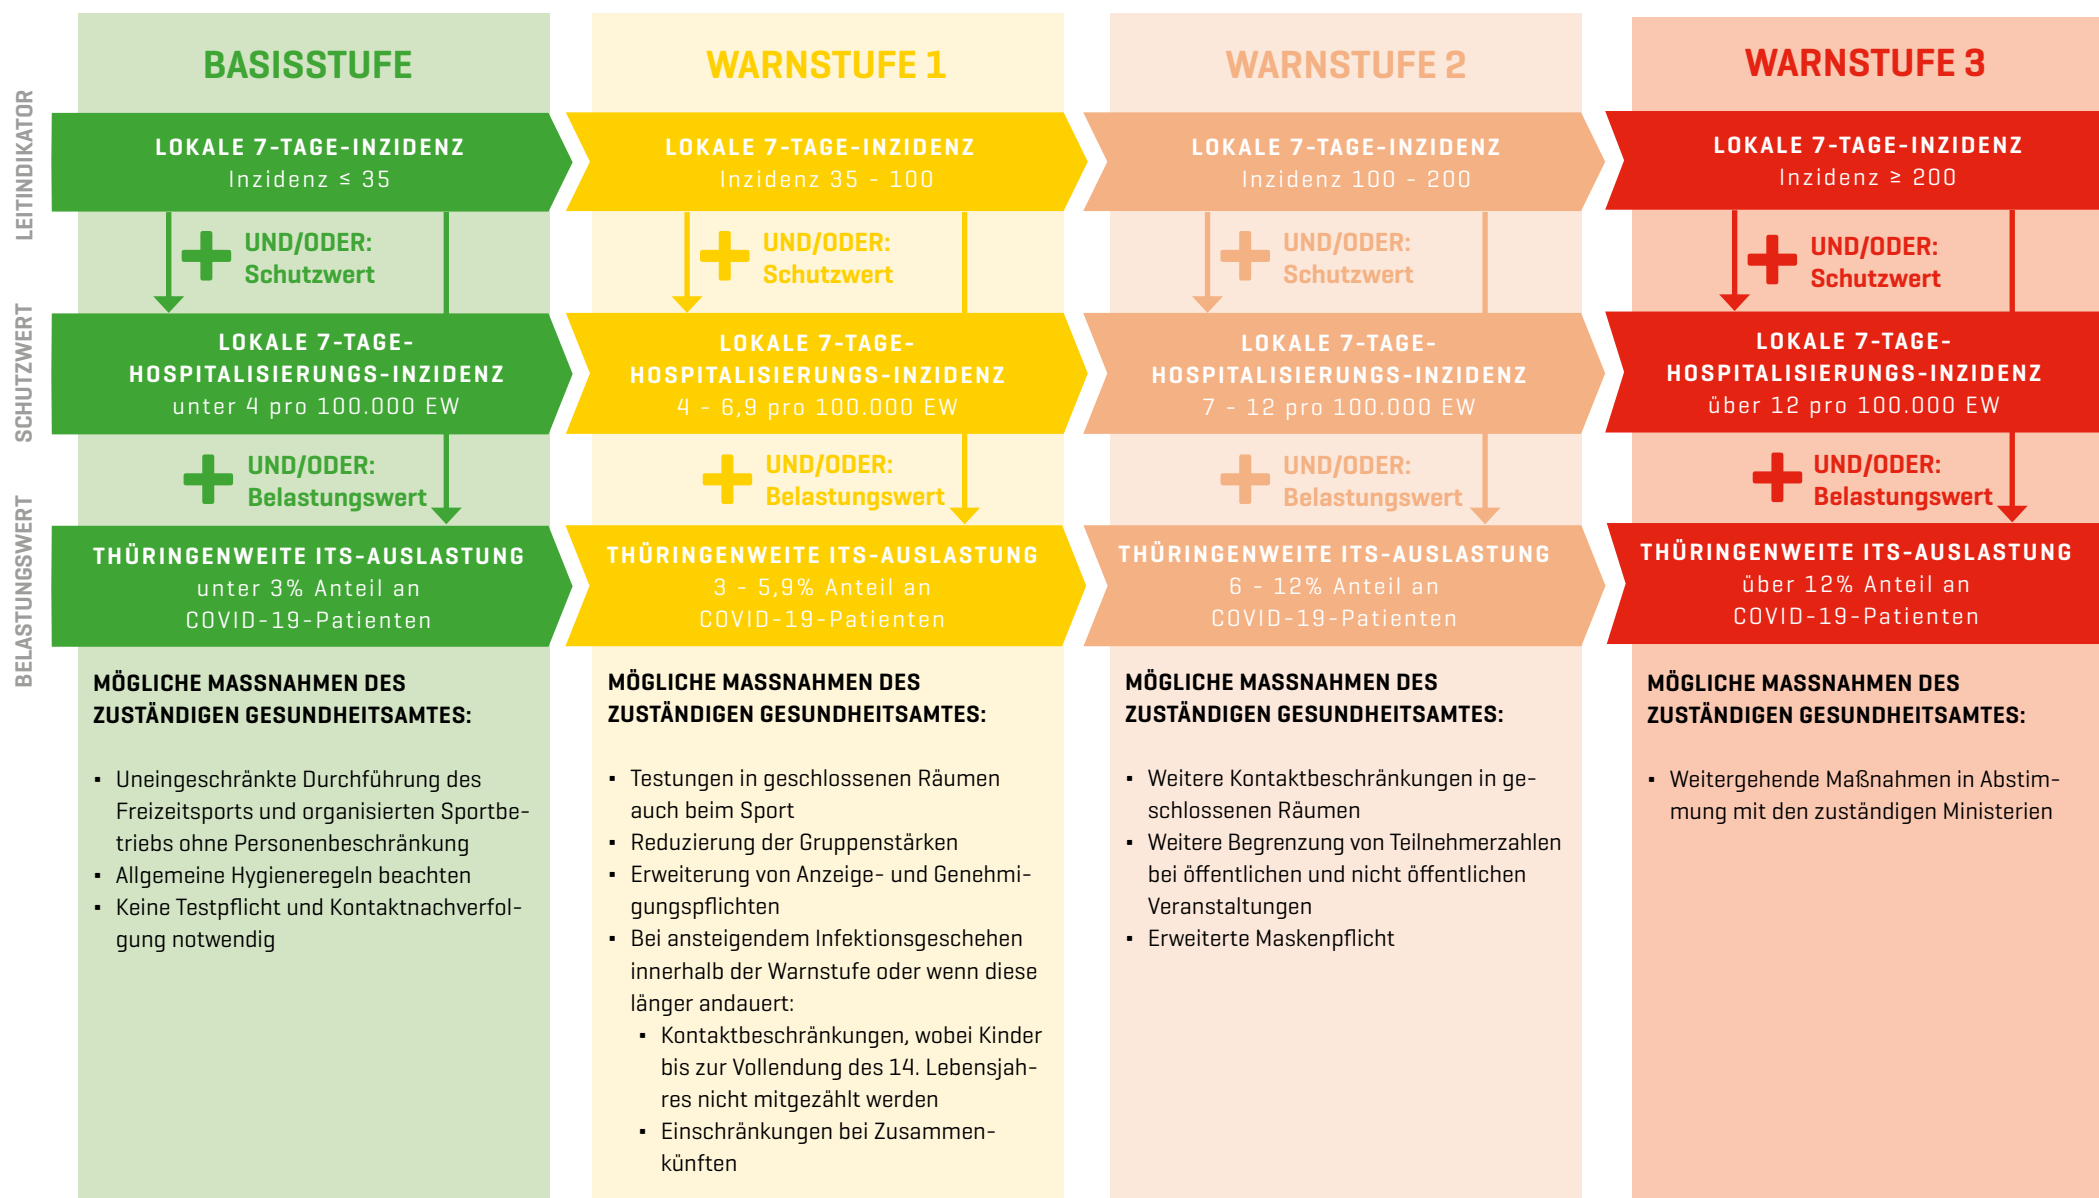 LEITINDIKATOR
SCHUTZWERT
BELASTUNGSWERT
BASISSTUFE
LOKALE 7-TAGE-INZIDENZ
Inzidenz ≤ 35
UND/ODER:
Schutzwert
LOKALE 7-TAGE-
HOSPITALISIERUNGS-INZIDENZ
unter 4 pro 100.000 EW
UND/ODER:
Belastungswert
THÜRINGENWEITE ITS-AUSLASTUNG
unter 3% Anteil an
COVID-19-Patienten
MÖGLICHE MASSNAHMEN DES
ZUSTÄNDIGEN GESUNDHEITSAMTES:
▪ Uneingeschränkte Durchführung des
Freizeitsports und organisierten Sportbe-
triebs ohne Personenbeschränkung
▪ Allgemeine Hygieneregeln beachten
▪ Keine Testpflicht und Kontaktnachverfol-
gung notwendig
WARNSTUFE 1
LOKALE 7-TAGE-INZIDENZ
Inzidenz 35 - 100
UND/ODER:
Schutzwert
LOKALE 7-TAGE-
HOSPITALISIERUNGS-INZIDENZ
4 - 6,9 pro 100.000 EW
UND/ODER:
Belastungswert
THÜRINGENWEITE ITS-AUSLASTUNG
3 - 5,9% Anteil an
COVID-19-Patienten
MÖGLICHE MASSNAHMEN DES
ZUSTÄNDIGEN GESUNDHEITSAMTES:
▪ Testungen in geschlossenen Räumen
auch beim Sport
▪ Reduzierung der Gruppenstärken
▪ Erweiterung von Anzeige- und Genehmi-
gungspflichten
▪ Bei ansteigendem Infektionsgeschehen
innerhalb der Warnstufe oder wenn diese
länger andauert:
▪ Kontaktbeschränkungen, wobei Kinder
bis zur Vollendung des 14. Lebensjah-
res nicht mitgezählt werden
▪ Einschränkungen bei Zusammen-
künften
WARNSTUFE 2
LOKALE 7-TAGE-INZIDENZ
Inzidenz 100 - 200
UND/ODER:
Schutzwert
LOKALE 7-TAGE-
HOSPITALISIERUNGS-INZIDENZ
7 - 12 pro 100.000 EW
UND/ODER:
Belastungswert
THÜRINGENWEITE ITS-AUSLASTUNG
6 - 12% Anteil an
COVID-19-Patienten
MÖGLICHE MASSNAHMEN DES
ZUSTÄNDIGEN GESUNDHEITSAMTES:
▪ Weitere Kontaktbeschränkungen in ge-
schlossenen Räumen
▪ Weitere Begrenzung von Teilnehmerzahlen
bei öffentlichen und nicht öffentlichen
Veranstaltungen
▪ Erweiterte Maskenpflicht
WARNSTUFE 3
LOKALE 7-TAGE-INZIDENZ
Inzidenz ≥ 200
UND/ODER:
Schutzwert
LOKALE 7-TAGE-
HOSPITALISIERUNGS-INZIDENZ
über 12 pro 100.000 EW
UND/ODER:
Belastungswert
THÜRINGENWEITE ITS-AUSLASTUNG
über 12% Anteil an
COVID-19-Patienten
MÖGLICHE MASSNAHMEN DES
ZUSTÄNDIGEN GESUNDHEITSAMTES:
▪ Weitergehende Maßnahmen in Abstim-
mung mit den zuständigen Ministerien